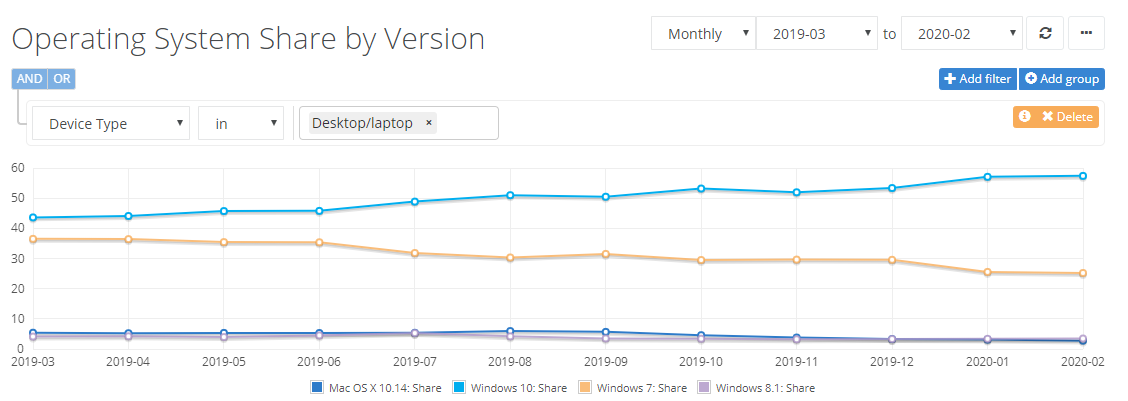 Operating System Share by Version
Monthly 2019-03 to 2020-02 ...
AND OR
Add filter Add group
Device Type in Desktop/laptop × Delete
60
50
40
30
20
10
0
2019-03 2019-04 2019-05 2019-06 2019-07 2019-08 2019-09 2019-10 2019-11 2019-12 2020-01 2020-02
Mac OS X 10.14: Share Windows 10: Share Windows 7: Share Windows 8.1: Share